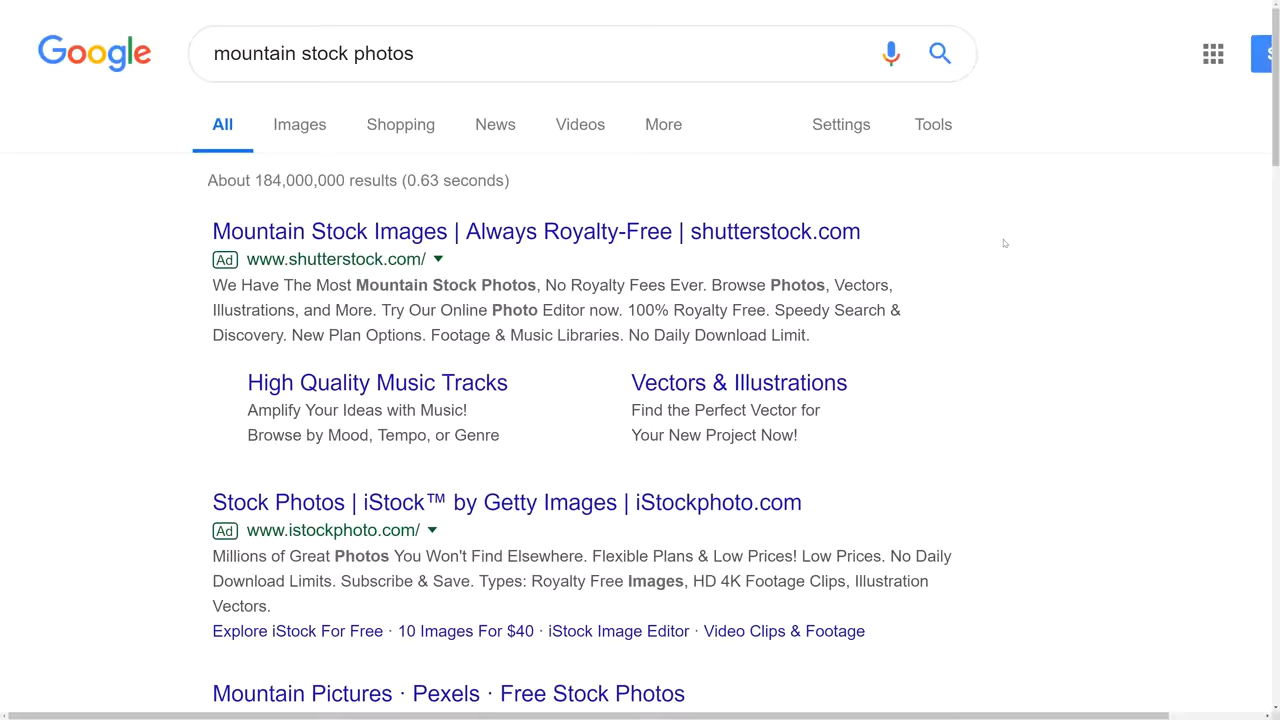 Google
mountain stock photos
All Images Shopping News Videos More Settings Tools
About 184,000,000 results (0.63 seconds)
Mountain Stock Images | Always Royalty-Free | shutterstock.com
Ad www.shutterstock.com/
We Have The Most Mountain Stock Photos, No Royalty Fees Ever. Browse Photos, Vectors,
Illustrations, and More. Try Our Online Photo Editor now. 100% Royalty Free. Speedy Search &
Discovery. New Plan Options. Footage & Music Libraries. No Daily Download Limit.
High Quality Music Tracks
Amplify Your Ideas with Music!
Browse by Mood, Tempo, or Genre
Vectors & Illustrations
Find the Perfect Vector for
Your New Project Now!
Stock Photos | iStock™ by Getty Images | iStockphoto.com
Ad www.istockphoto.com/
Millions of Great Photos You Won't Find Elsewhere. Flexible Plans & Low Prices! Low Prices. No Daily
Download Limits. Subscribe & Save. Types: Royalty Free Images, HD 4K Footage Clips, Illustration
Vectors.
Explore iStock For Free · 10 Images For $40 · iStock Image Editor · Video Clips & Footage
Mountain Pictures · Pexels · Free Stock Photos